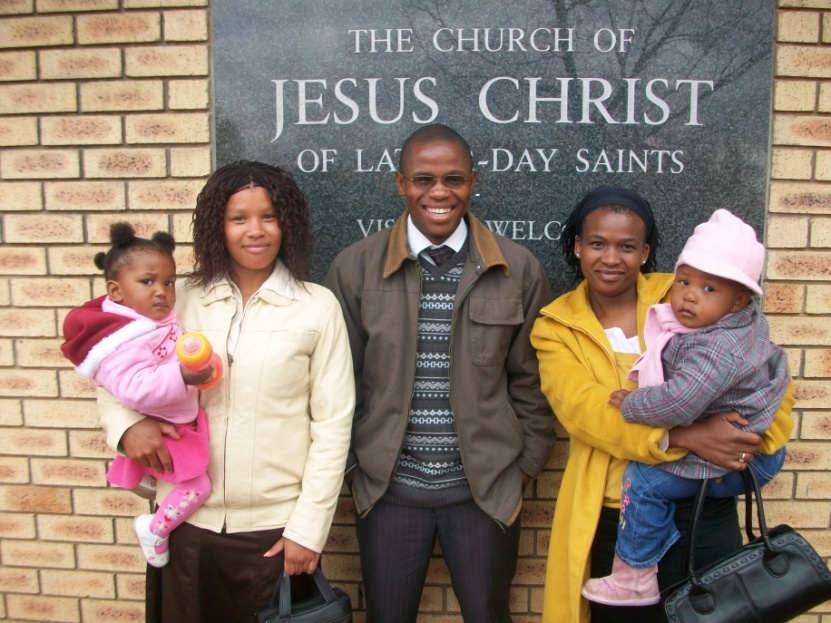 THE CHURCH OF
JESUS CHRIST
OF LAT -DAY SAINTS
VIS WELC